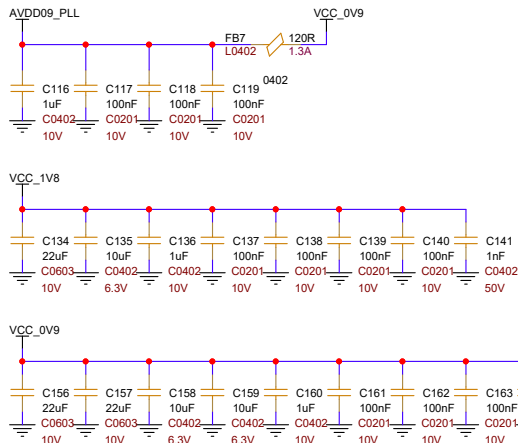 AVDD09_PLL VCC_0V9
FB7 120R
L0402 1.3A
0402
C116 C117 C118 C119
1uF 100nF 100nF 100nF
C0402 C0201 C0201 C0201
10V 10V 10V 10V
VCC_1V8
C134 C135 C136 C137 C138 C139 C140 C141
22uF 10uF 1uF 100nF 100nF 100nF 100nF 1nF
C0603 C0402 C0402 C0201 C0201 C0201 C0201 C0402
10V 6.3V 10V 10V 10V 10V 10V 50V
VCC_0V9
C156 C157 C158 C159 C160 C161 C162 C163
22uF 22uF 10uF 10uF 1uF 100nF 100nF 100nF
C0603 C0603 C0402 C0402 C0402 C0201 C0201 C0201
10V 10V 6.3V 6.3V 10V 10V 10V 10V